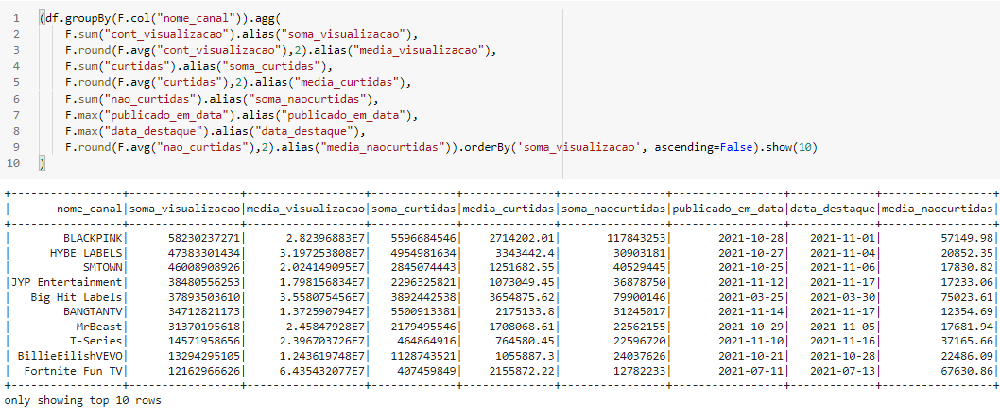 1 (df.groupBy(F.col("nome_canal")).agg(
2 F.sum("cont_visualizacao").alias("soma_visualizacao"),
3 F.round(F.avg("cont_visualizacao"),2).alias("media_visualizacao"),
4 F.sum("curtidas").alias("soma_curtidas"),
5 F.round(F.avg("curtidas"),2).alias("media_curtidas"),
6 F.sum("nao_curtidas").alias("soma_naocurtidas"),
7 F.max("publicado_em_data").alias("publicado_em_data"),
8 F.max("data_destaque").alias("data_destaque"),
9 F.round(F.avg("nao_curtidas"),2).alias("media_naocurtidas")).orderBy('soma_visualizacao', ascending=False).show(10)
10 )
+----------------+-----------------+------------------+-------------+--------------+----------------+-----------------+-------------+-----------------+
|      nome_canal|soma_visualizacao|media_visualizacao|soma_curtidas|media_curtidas|soma_naocurtidas|publicado_em_data|data_destaque|media_naocurtidas|
+----------------+-----------------+------------------+-------------+--------------+----------------+-----------------+-------------+-----------------+
|       BLACKPINK|      58230237271|     2.82396883E7|   5596684546|    2714202.01|       117843253|       2021-10-28|   2021-11-01|         57149.98|
|     HYBE LABELS|      47383301434|    3.197253808E7|   4954981634|     3343442.4|        30903181|       2021-10-27|   2021-11-04|         20852.35|
|          SMTOWN|      46008908926|    2.024149095E7|   2845074443|    1251682.55|        40529445|       2021-10-25|   2021-11-06|         17830.82|
|JYP Entertainment|      38480556253|    1.798156834E7|   2296325821|    1073049.45|        36878750|       2021-11-12|   2021-11-17|         17233.06|
|  Big Hit Labels|      37893503610|    3.558075456E7|   3892442538|    3654875.62|        79900146|       2021-03-25|   2021-03-30|         75023.61|
|       BANGTANTV|      34712821173|    1.372590794E7|   5500913381|     2175133.8|        31245017|       2021-11-14|   2021-11-17|         12354.69|
|         MrBeast|      31370195618|     2.45847928E7|   2179495546|    1708068.61|        22562155|       2021-10-29|   2021-11-05|         17681.94|
|        T-Series|      14571958656|    2.396703726E7|    464864916|     764580.45|        22596720|       2021-11-10|   2021-11-16|         37165.66|
|BillieEilishVEVO|      13294295105|    1.243619748E7|   1128743521|     1055887.3|        24037626|       2021-10-21|   2021-10-28|         22486.09|
| Fortnite Fun TV|      12162966626|    6.435432077E7|    407459849|    2155872.22|        12782233|       2021-07-11|   2021-07-13|         67630.86|
+----------------+-----------------+------------------+-------------+--------------+----------------+-----------------+-------------+-----------------+
only showing top 10 rows